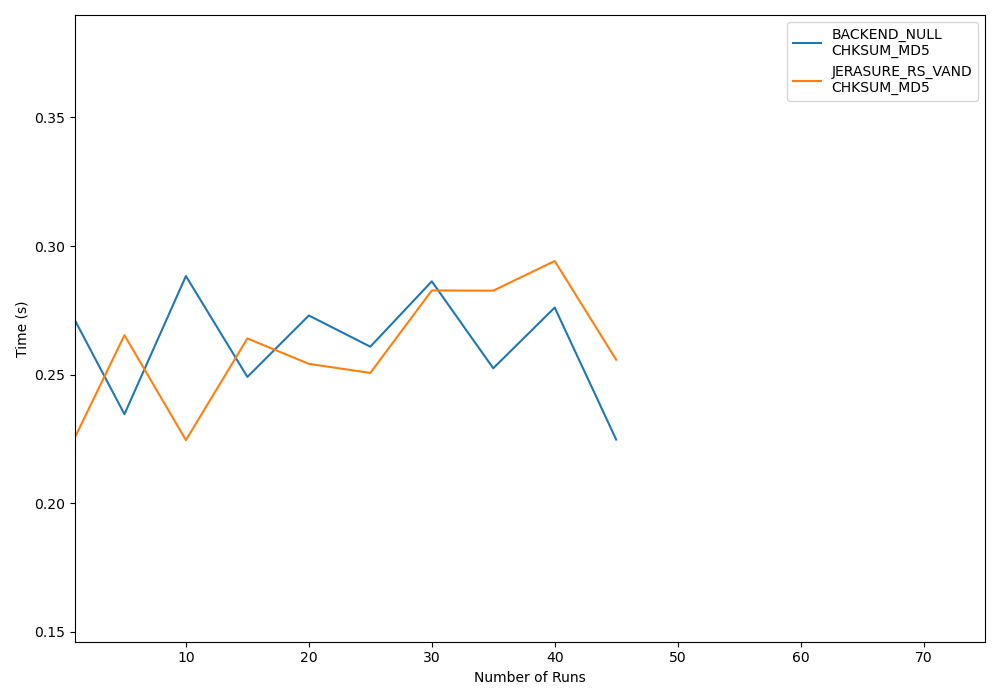 BACKEND_NULL
CHKSUM_MD5
JERASURE_RS_VAND
CHKSUM_MD5
0.35
0.30
0.25
0.20
0.15
Time (s)
10 20 30 40 50 60 70
Number of Runs